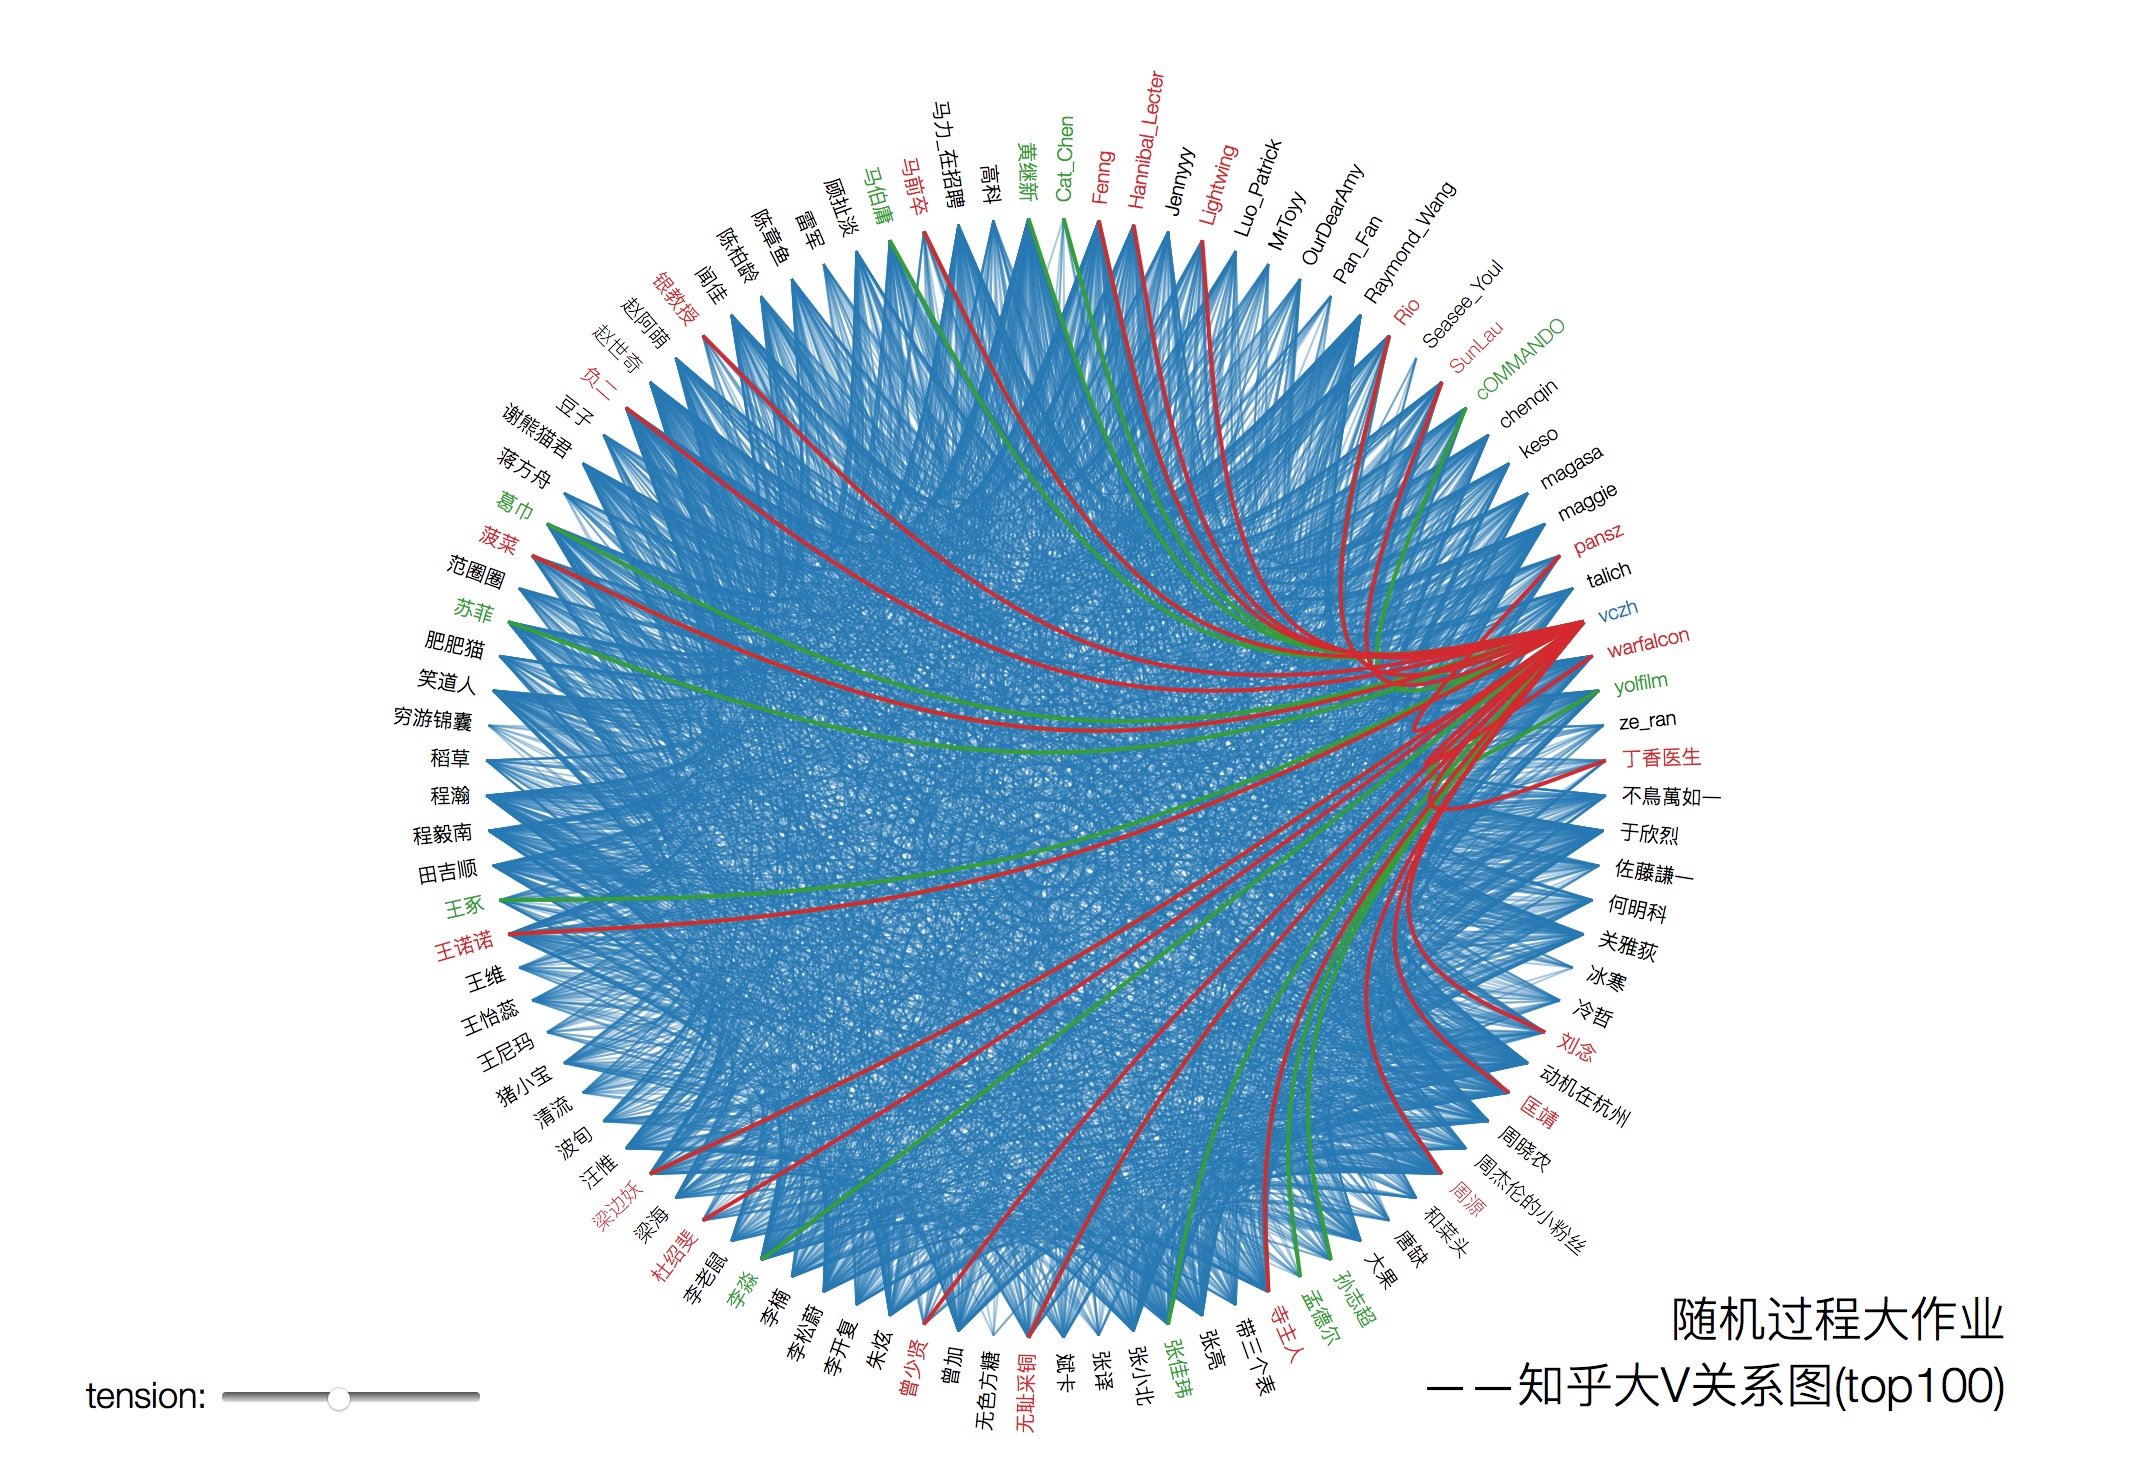 马力_在招聘
高科
黄继新
Cat_Chen
Fenng
Hannibal_Lecter
Jennyyy
Lightwing
Luo_Patrick
MrToyy
OurDearAmy
Pan_Fan
Raymond_Wang
Rio
Seasee_Youl
SunLau
cOMMANDO
chenqin
keso
magasa
maggie
pansz
talich
vczh
warfalcon
yolfilm
ze_ran
丁香医生
不鳥萬如一
于欣烈
佐藤謙一
何明科
关雅荻
冰寒
冷哲
刘念
动机在杭州
匡靖
周晓农
周杰伦的小粉丝
周源
和菜头
唐缺
大果
孙志超
孟德尔
寺主人
带三个表
张亮
张佳玮
张小北
张译
斌卡
无耻采铜
无色方糖
曾加
曾少贤
朱炫
李开复
李松蔚
李楠
李淼
李老鼠
杜绍斐
梁海
梁边妖
汪惟
波旬
清流
猪小宝
王尼玛
王怡蕊
王维
王诺诺
王豖
田吉顺
程毅南
程瀚
稻草
穷游锦囊
笑道人
肥肥猫
苏菲
范圈圈
菠菜
葛巾
蒋方舟
谢熊猫君
豆子
负二
赵世奇
赵阿萌
银教授
闻佳
陈柏龄
陈章鱼
雷军
顾扯淡
马伯庸
马前卒
tension:
随机过程大作业
——知乎大V关系图(top100)